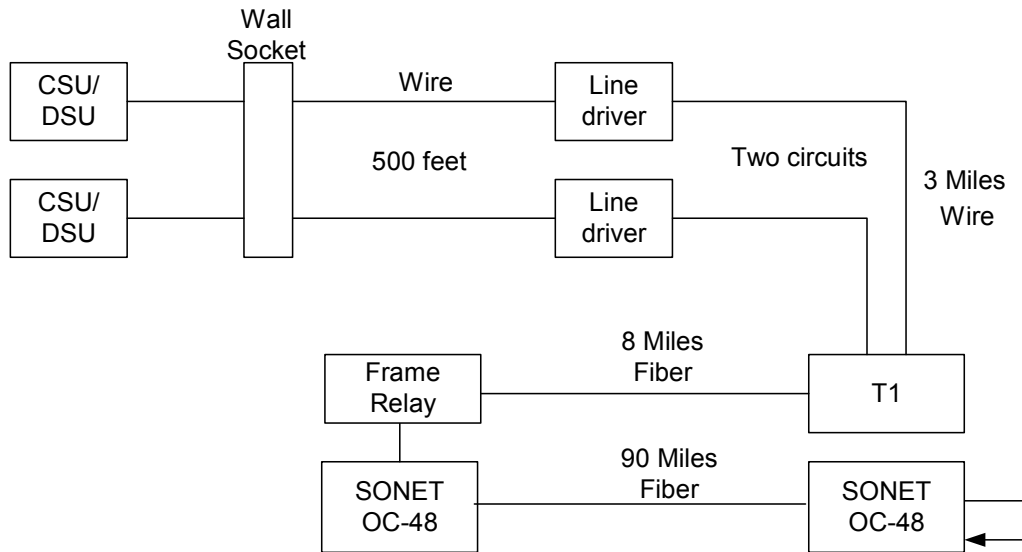 Wall
Socket
CSU/
DSU
Wire
Line
driver
500 feet
Two circuits
3 Miles
Wire
CSU/
DSU
Line
driver
8 Miles
Fiber
Frame
Relay
T1
90 Miles
Fiber
SONET
OC-48
SONET
OC-48